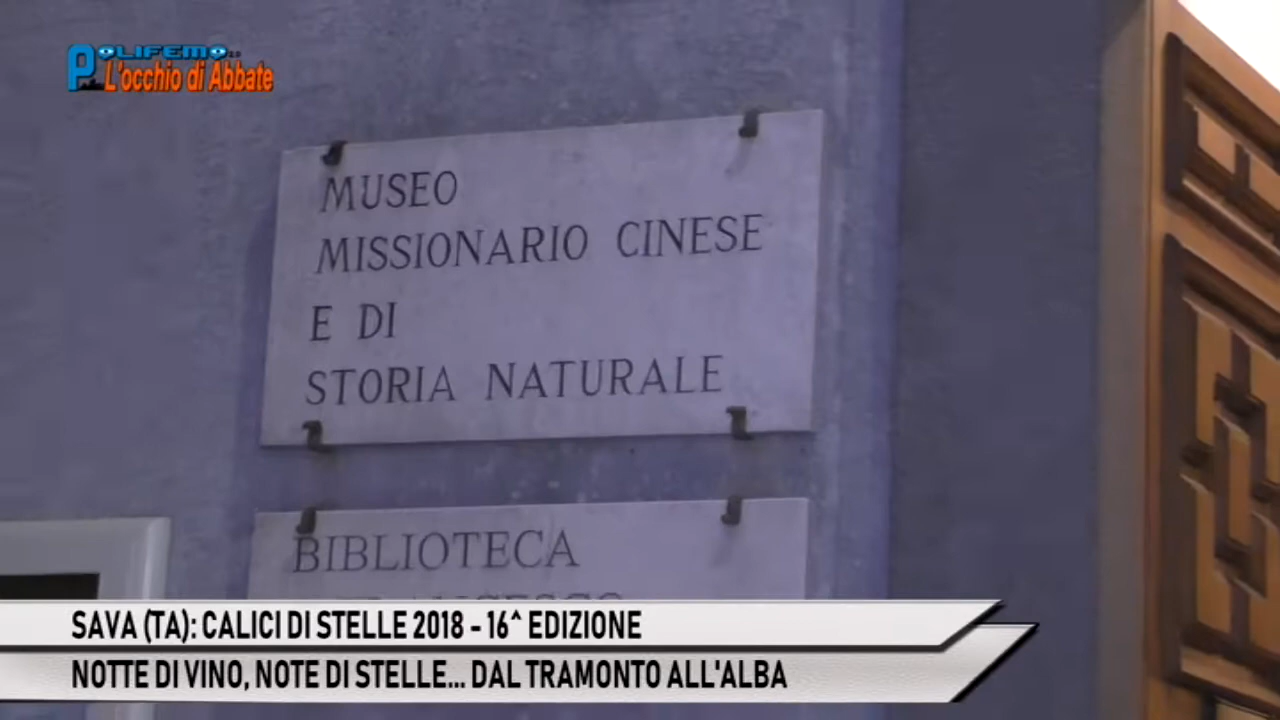 POLIFEMO
L'occhio di Abbate
MUSEO
MISSIONARIO CINESE
E DI
STORIA NATURALE
BIBLIOTECA
SAVA (TA): CALICI DI STELLE 2018 - 16^ EDIZIONE
NOTTE DI VINO, NOTE DI STELLE... DAL TRAMONTO ALL'ALBA